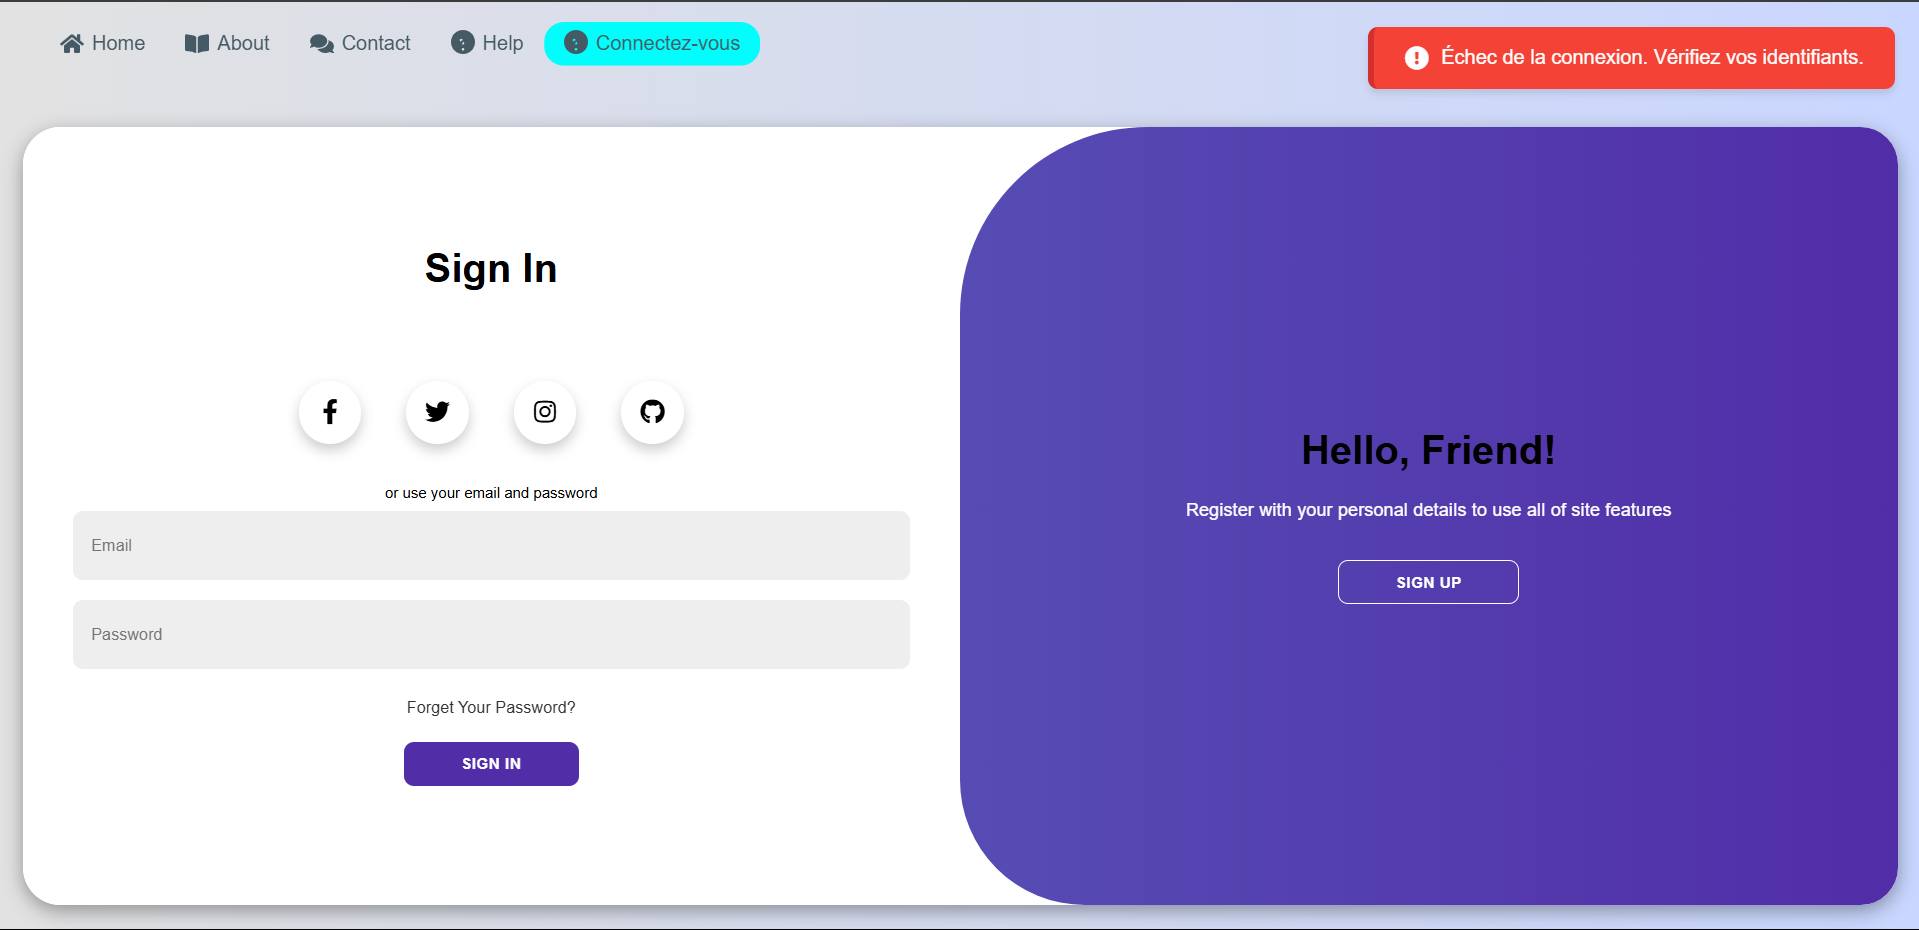 Home
About
Contact
Help
Connectez-vous
Échec de la connexion. Vérifiez vos identifiants.
Sign In
or use your email and password
Email
Password
Forget Your Password?
SIGN IN
Hello, Friend!
Register with your personal details to use all of site features
SIGN UP